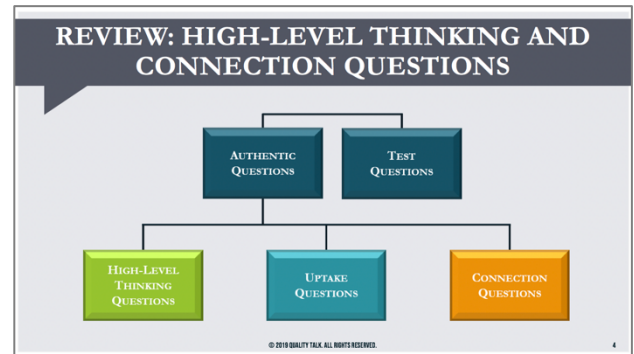 REVIEW: HIGH-LEVEL THINKING AND
CONNECTION QUESTIONS
AUTHENTIC
QUESTIONS
TEST
QUESTIONS
HIGH-LEVEL
THINKING
QUESTIONS
UPTAKE
QUESTIONS
CONNECTION
QUESTIONS
© 2019 QUALITY TALK. ALL RIGHTS RESERVED.
4